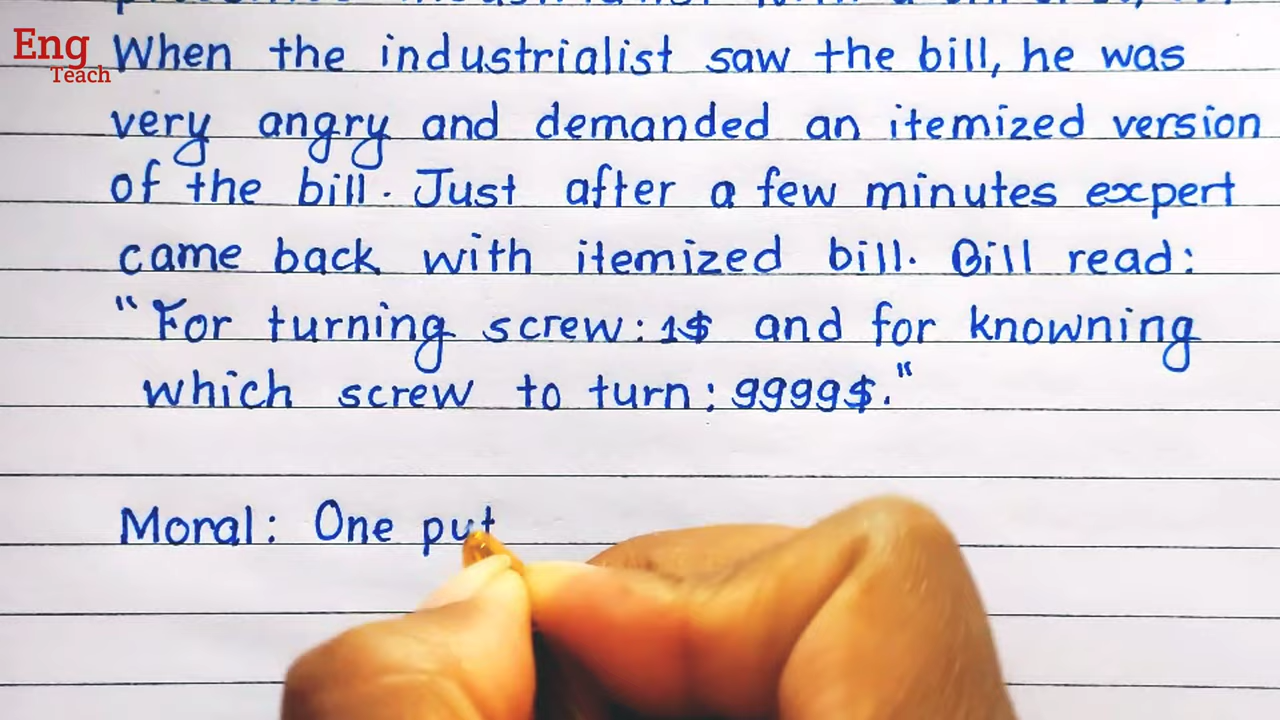 Eng
Teach
When the industrialist saw the bill, he was
very angry and demanded an itemized version
of the bill. Just after a few minutes expert
came back with itemized bill. Bill read:
"For turning screw: 1$ and for knowning
which screw to turn: 9999$."
Moral: One put